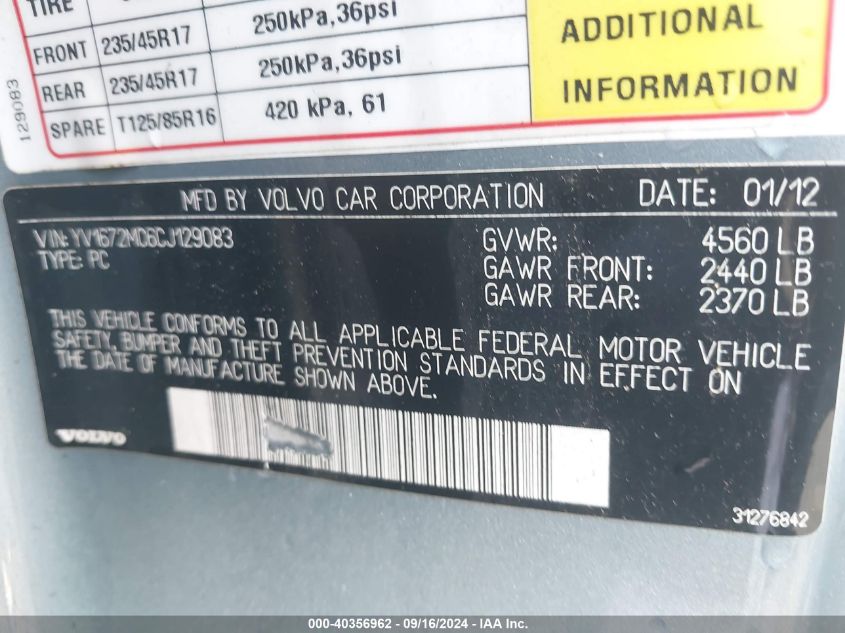 TIRE 250kPa,36psi
FRONT 235/45R17 250kPa,36psi
REAR 235/45R17 420 kPa, 61
SPARE T125/85R16
ADDITIONAL
INFORMATION
129083
MFD BY VOLVO CAR CORPORATION DATE: 01/12
VIN: YV1672MC6CJ129083 GVWR: 4560 LB
TYPE: PC GAWR FRONT: 2440 LB
GAWR REAR: 2370 LB
THIS VEHICLE CONFORMS TO ALL APPLICABLE FEDERAL MOTOR VEHICLE
SAFETY, BUMPER AND THEFT PREVENTION STANDARDS IN EFFECT ON
THE DATE OF MANUFACTURE SHOWN ABOVE.
VOLVO
31276842
000-40356962 - 09/16/2024 - IAA Inc.